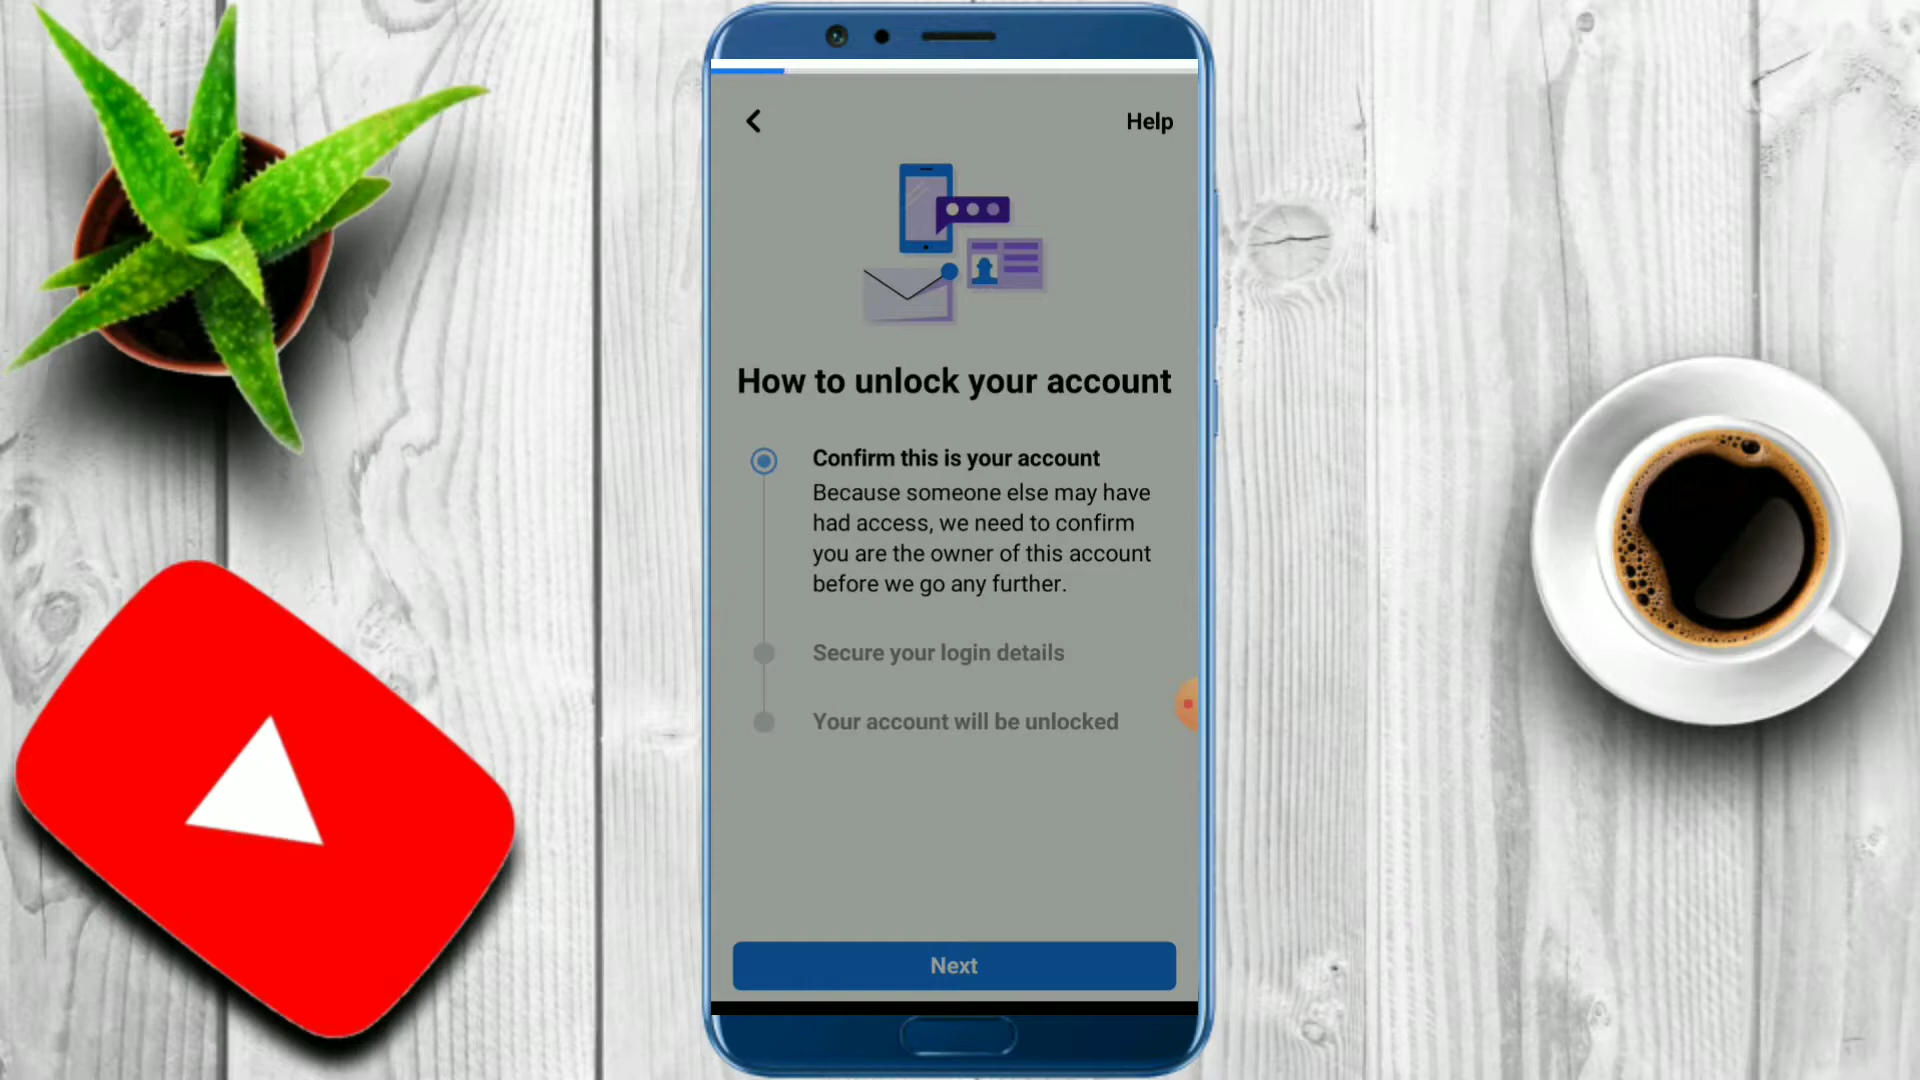 Help
How to unlock your account
Confirm this is your account
Because someone else may have
had access, we need to confirm
you are the owner of this account
before we go any further.
Secure your login details
Your account will be unlocked
Next